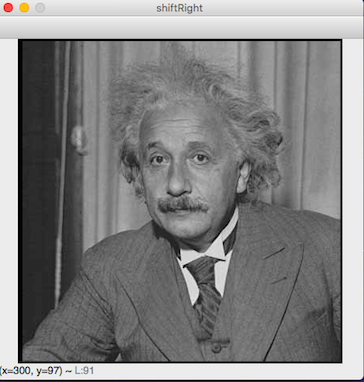 shiftRight
(x=300, y=97) ~ L:91